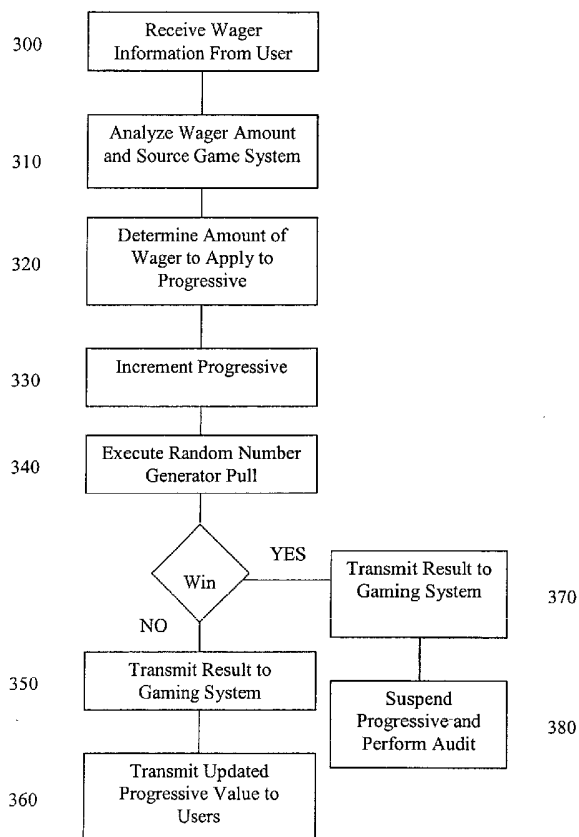 300
Receive Wager
Information From User
310
Analyze Wager Amount
and Source Game System
320
Determine Amount of
Wager to Apply to
Progressive
330
Increment Progressive
340
Execute Random Number
Generator Pull
Win
YES
NO
Transmit Result to
Gaming System
370
350
Transmit Result to
Gaming System
Suspend
Progressive and
Perform Audit
380
360
Transmit Updated
Progressive Value to
Users